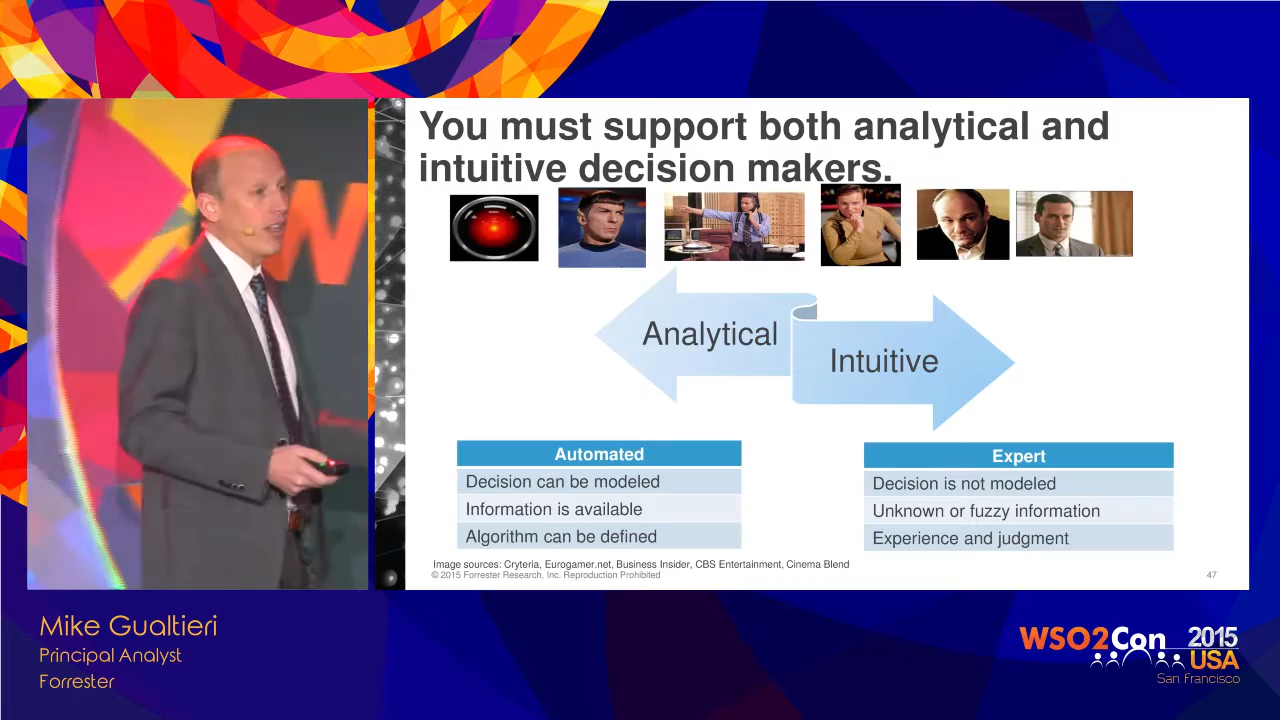 You must support both analytical and
intuitive decision makers.
W
Analytical
Intuitive
Automated
Decision can be modeled
Information is available
Algorithm can be defined
Expert
Decision is not modeled
Unknown or fuzzy information
Experience and judgment
Image sources: Cryteria, Eurogamer.net, Business Insider, CBS Entertainment, Cinema Blend
© 2015 Forrester Research, Inc. Reproduction Prohibited
47
Mike Gualtieri
Principal Analyst
Forrester
WSO2Con 2015
USA
San Francisco